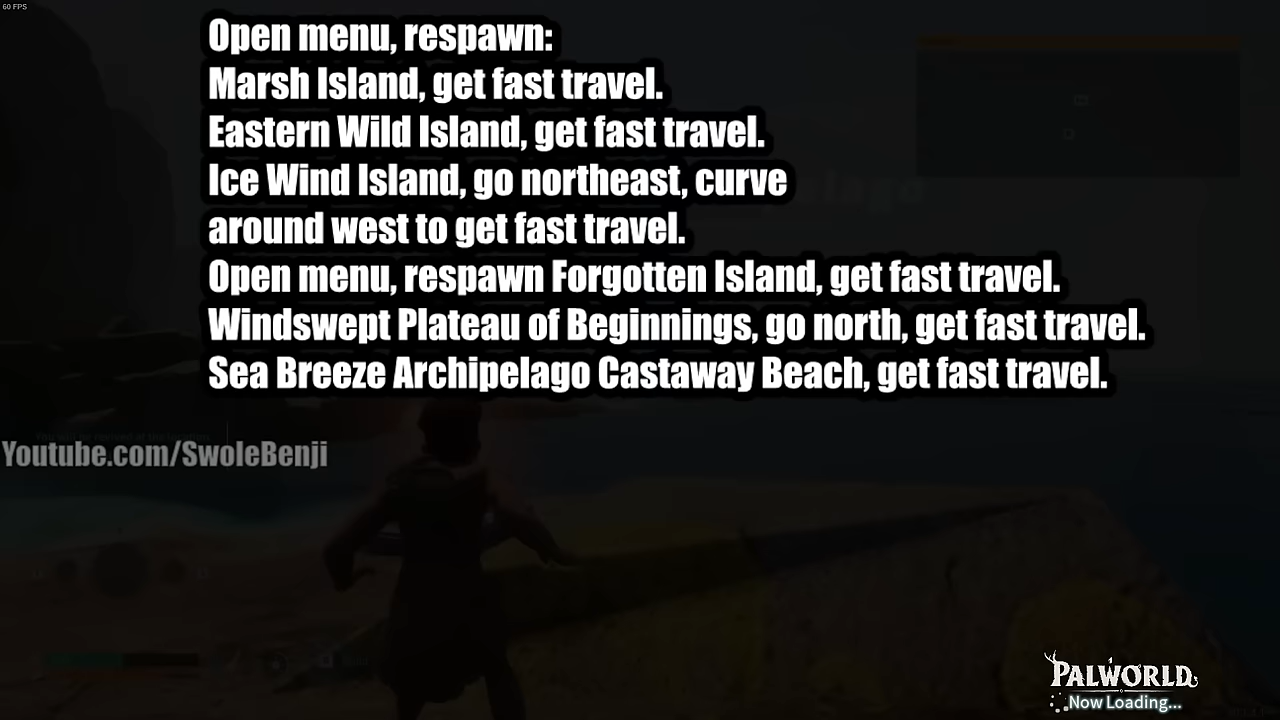 60 FPS
Open menu, respawn:
Marsh Island, get fast travel.
Eastern Wild Island, get fast travel.
Ice Wind Island, go northeast, curve
around west to get fast travel.
Open menu, respawn Forgotten Island, get fast travel.
Windswept Plateau of Beginnings, go north, get fast travel.
Sea Breeze Archipelago Castaway Beach, get fast travel.
Youtube.com/SwoleBenji
PALWORLD
Now Loading...